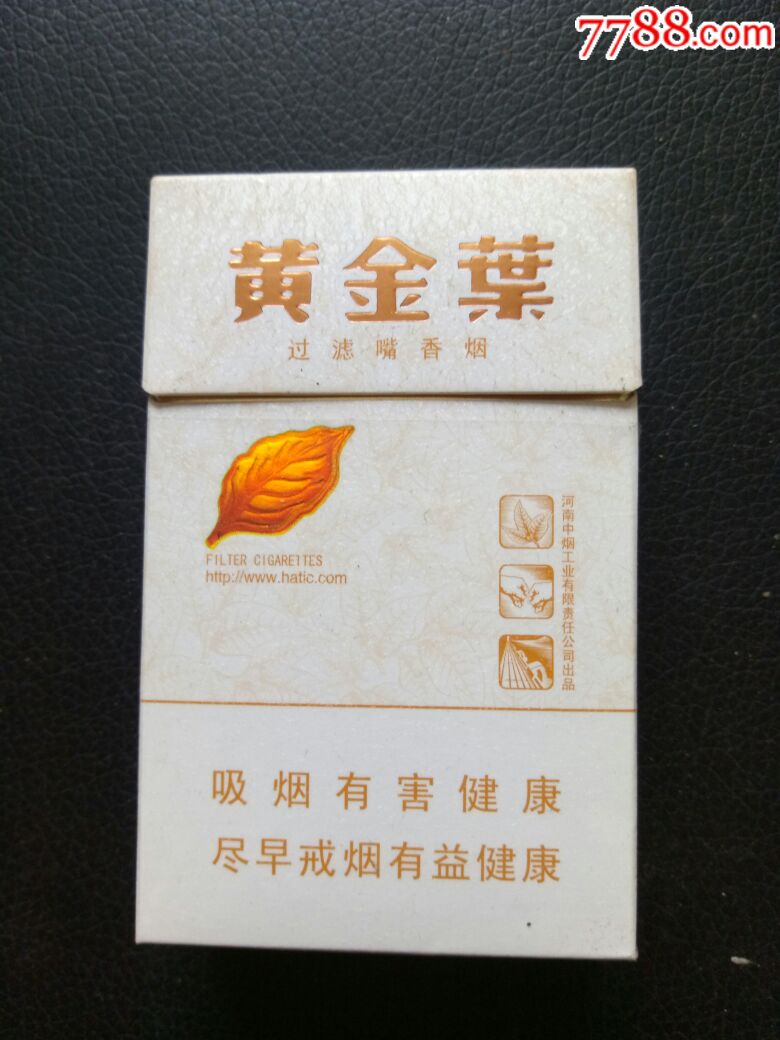 7788.com
黄金葉
过滤嘴香烟
FILTER CIGAREITES
http://www.hatic.com
河南中烟工业有限责任公司出品
吸烟有害健康
尽早戒烟有益健康